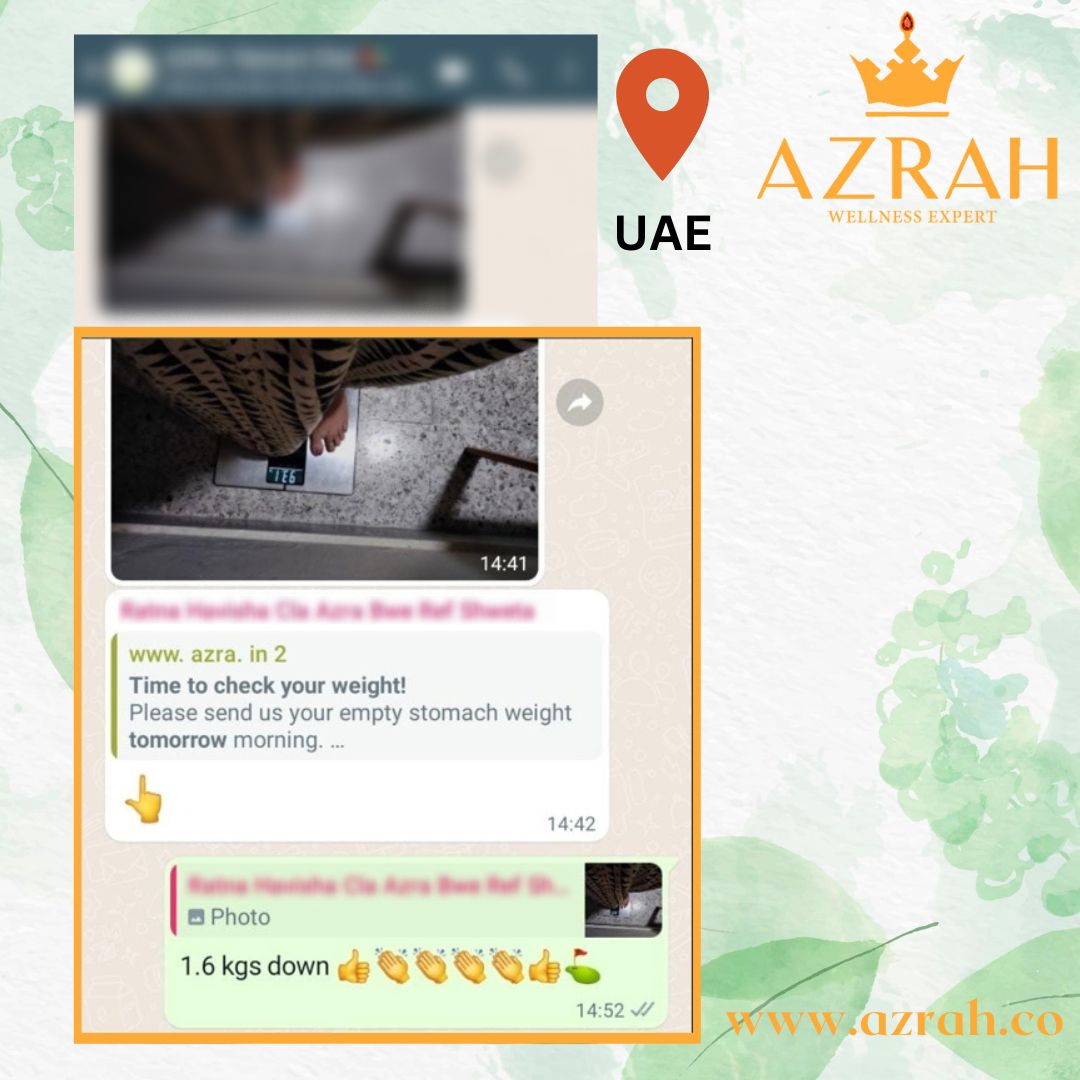 AZRAH
WELLNESS EXPERT
UAE
14:41
www. azra. in 2
Time to check your weight!
Please send us your empty stomach weight
tomorrow morning. ...
👆
14:42
Photo
1.6 kgs down 👍👏👏👏👏👍⛳
14:52
www.azrah.co